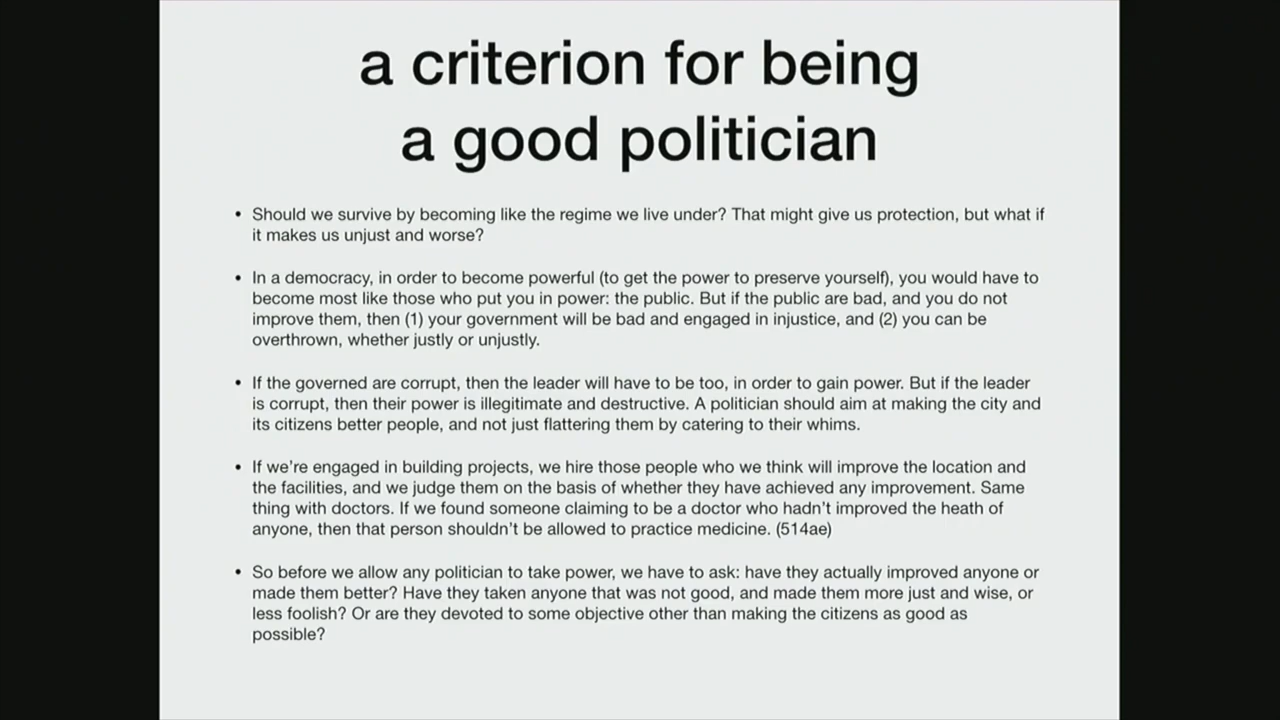 a criterion for being
a good politician
• Should we survive by becoming like the regime we live under? That might give us protection, but what if
it makes us unjust and worse?
• In a democracy, in order to become powerful (to get the power to preserve yourself), you would have to
become most like those who put you in power: the public. But if the public are bad, and you do not
improve them, then (1) your government will be bad and engaged in injustice, and (2) you can be
overthrown, whether justly or unjustly.
• If the governed are corrupt, then the leader will have to be too, in order to gain power. But if the leader
is corrupt, then their power is illegitimate and destructive. A politician should aim at making the city and
its citizens better people, and not just flattering them by catering to their whims.
• If we're engaged in building projects, we hire those people who we think will improve the location and
the facilities, and we judge them on the basis of whether they have achieved any improvement. Same
thing with doctors. If we found someone claiming to be a doctor who hadn't improved the heath of
anyone, then that person shouldn't be allowed to practice medicine. (514ae)
• So before we allow any politician to take power, we have to ask: have they actually improved anyone or
made them better? Have they taken anyone that was not good, and made them more just and wise, or
less foolish? Or are they devoted to some objective other than making the citizens as good as
possible?